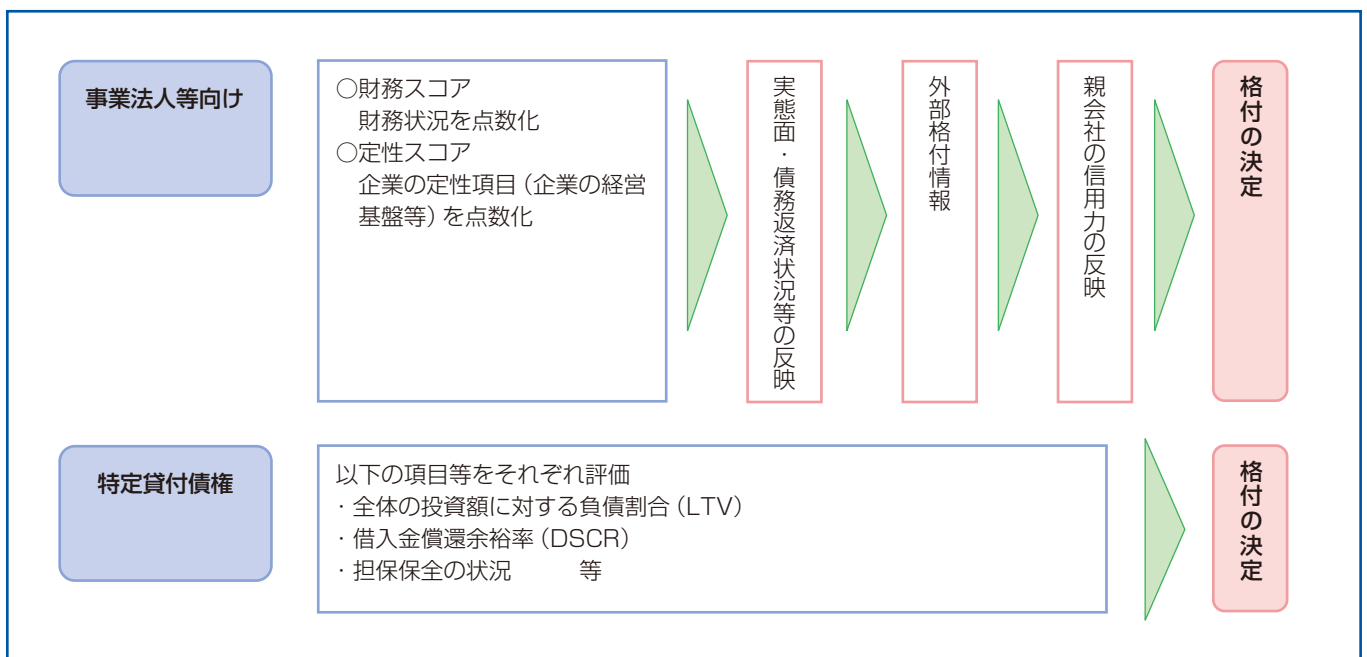 事業法人等向け
○財務スコア
財務状況を点数化
○定性スコア
企業の定性項目（企業の経営
基盤等）を点数化
実態面・債務返済状況等の反映
外部格付情報
親会社の信用力の反映
格付の決定
特定貸付債権
以下の項目等をそれぞれ評価
・全体の投資額に対する負債割合（LTV）
・借入金償還余裕率（DSCR）
・担保保全の状況　　等
格付の決定